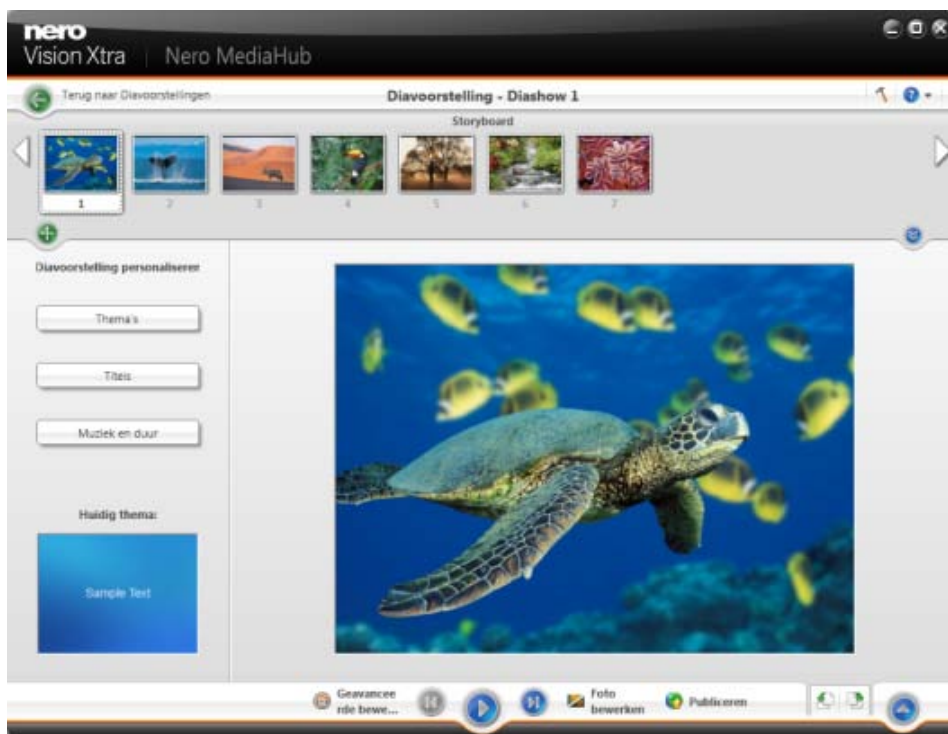 nero
Vision Xtra | Nero MediaHub
Terug naar Diavoorstellingen
Diavoorstelling - Diashow 1
Storyboard
1 2 3 4 5 6 7
Diavoorstelling personaliseren
Thema's
Titels
Muziek en duur
Huidig thema:
Sample Text
Geavancee
rde bewe...
Foto
bewerken
Publiceren